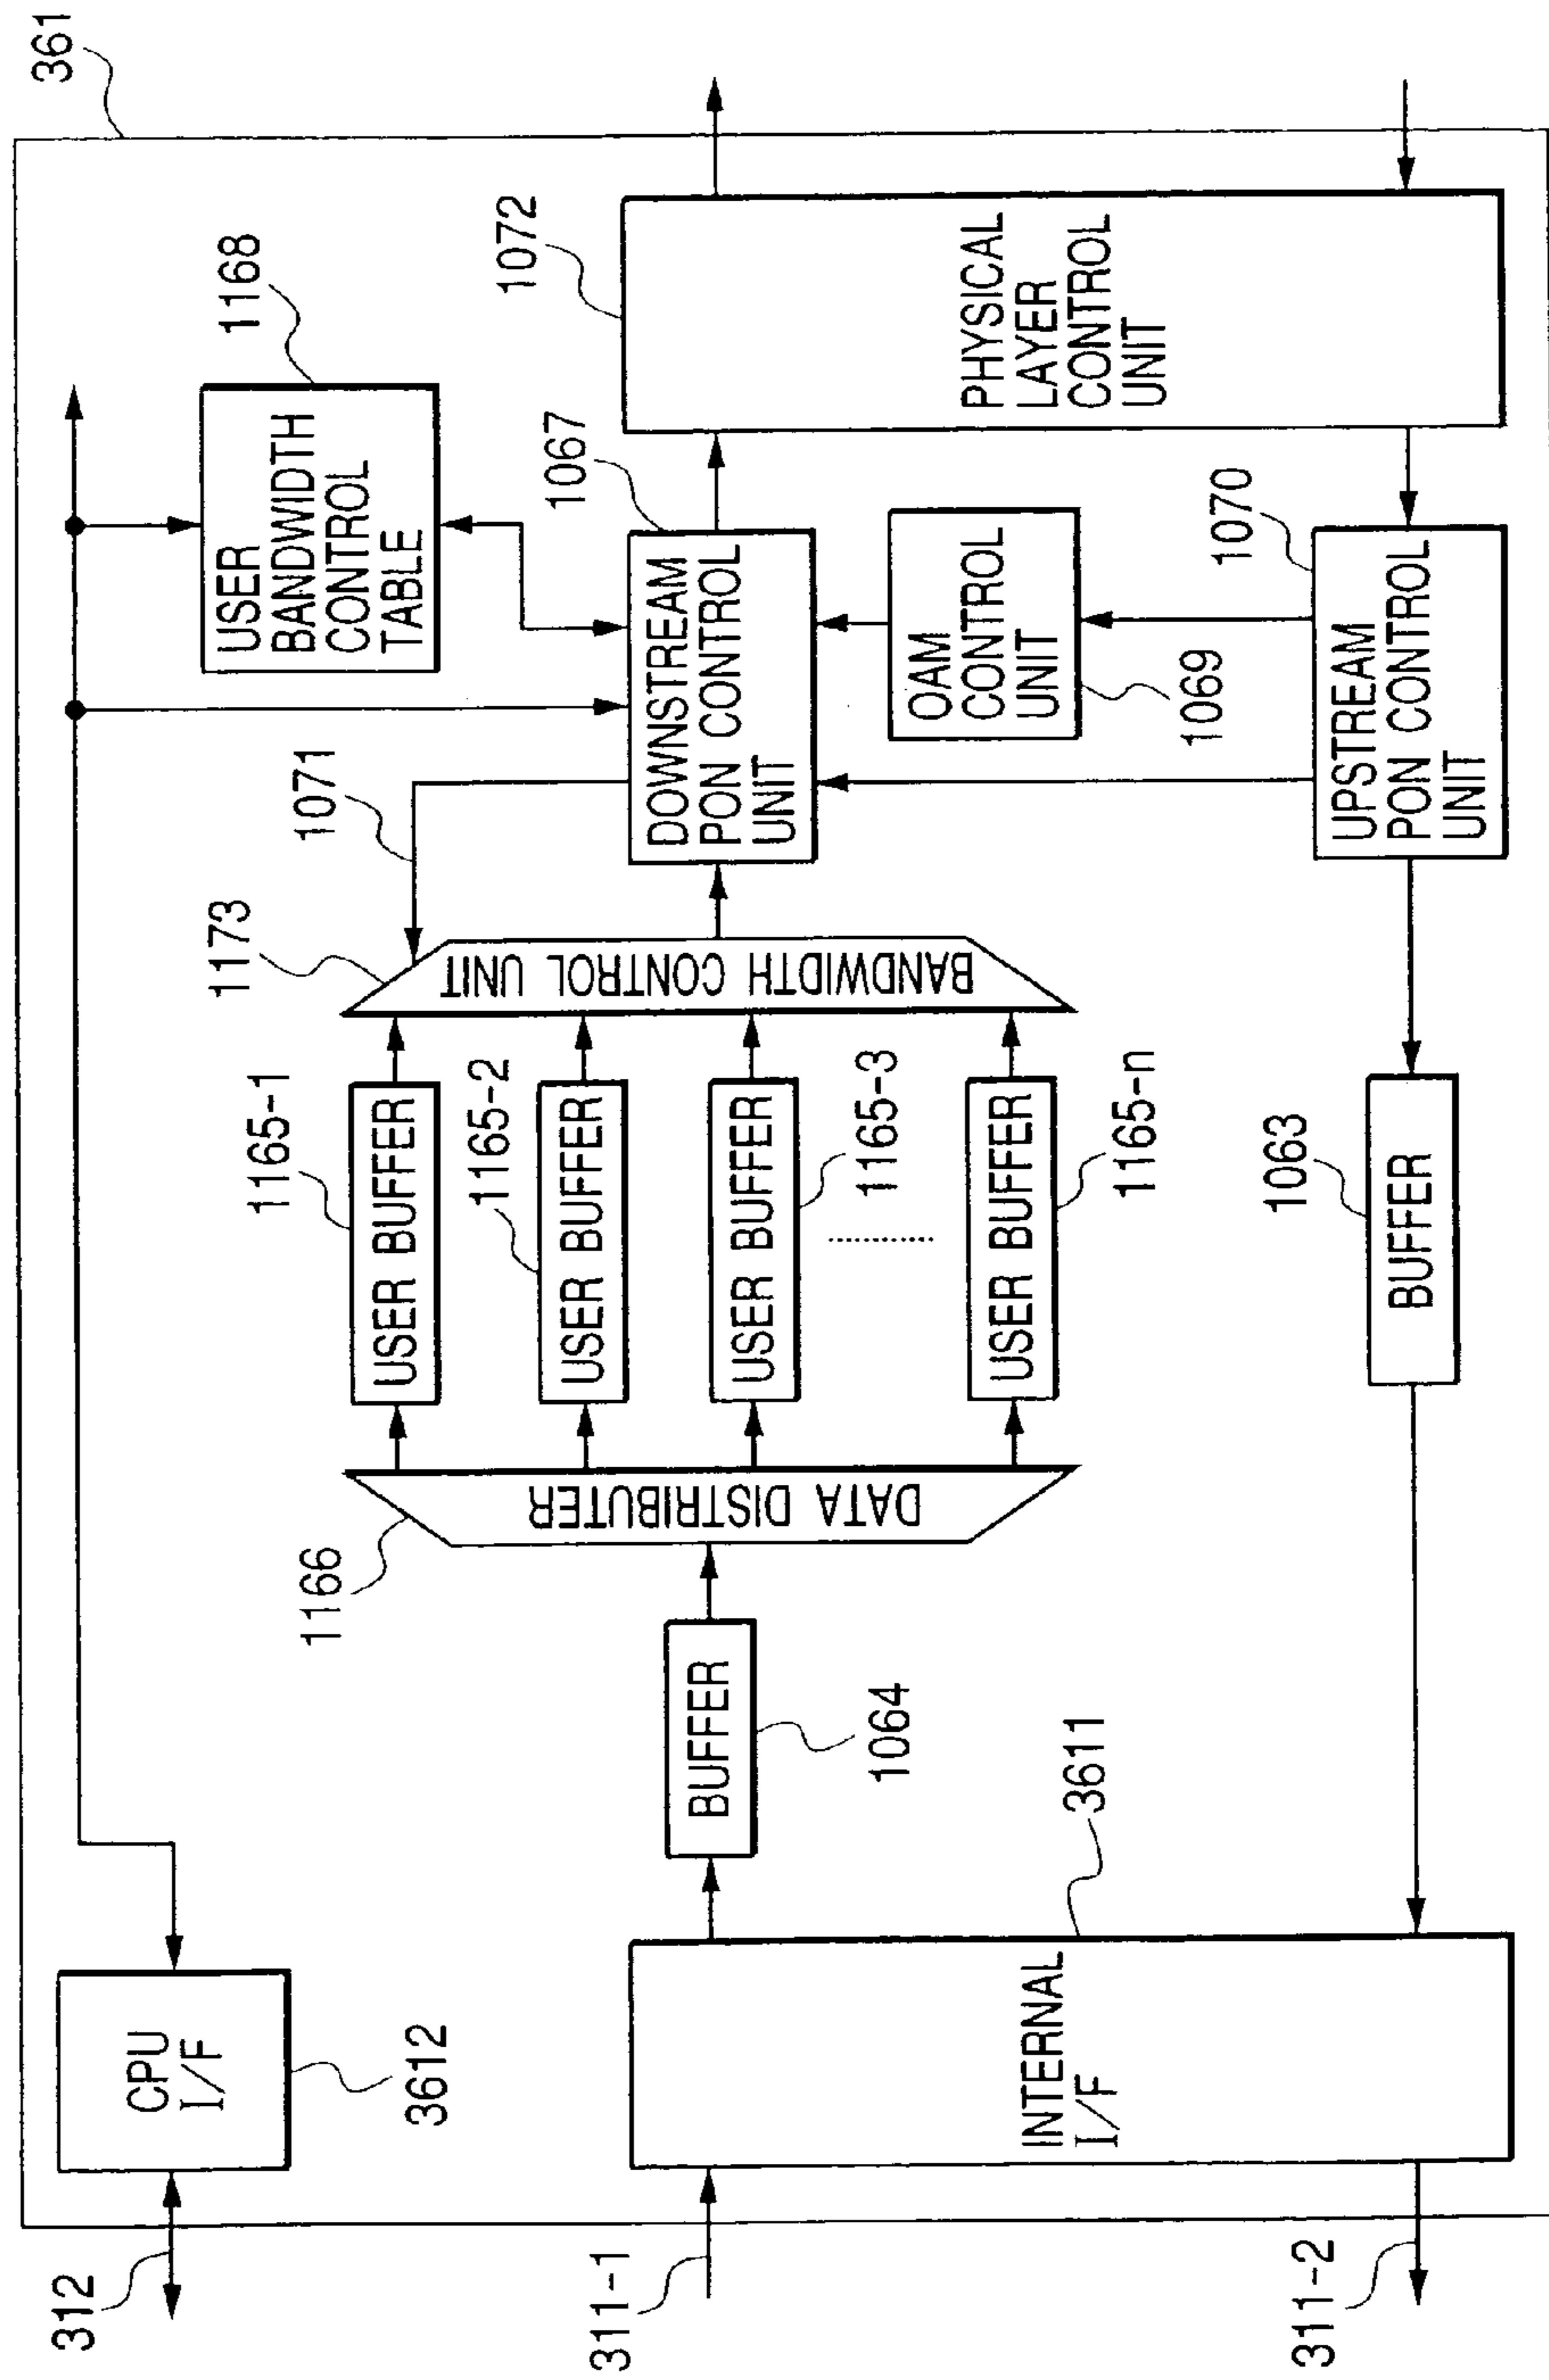 361
312
CPU
I/F
3612
USER
BANDWIDTH
CONTROL
TABLE
1168
311-1
INTERNAL
I/F
3611
BUFFER
1064
DATA DISTRIBUTER
1166
USER BUFFER
1165-1
USER BUFFER
1165-2
USER BUFFER
1165-3
USER BUFFER
1165-n
BANDWIDTH CONTROL UNIT
1173
1071
DOWNSTREAM
PON CONTROL
UNIT
1067
OAM
CONTROL
UNIT
1069
PHYSICAL
LAYER
CONTROL
UNIT
1072
UPSTREAM
PON CONTROL
UNIT
1070
BUFFER
1063
311-2